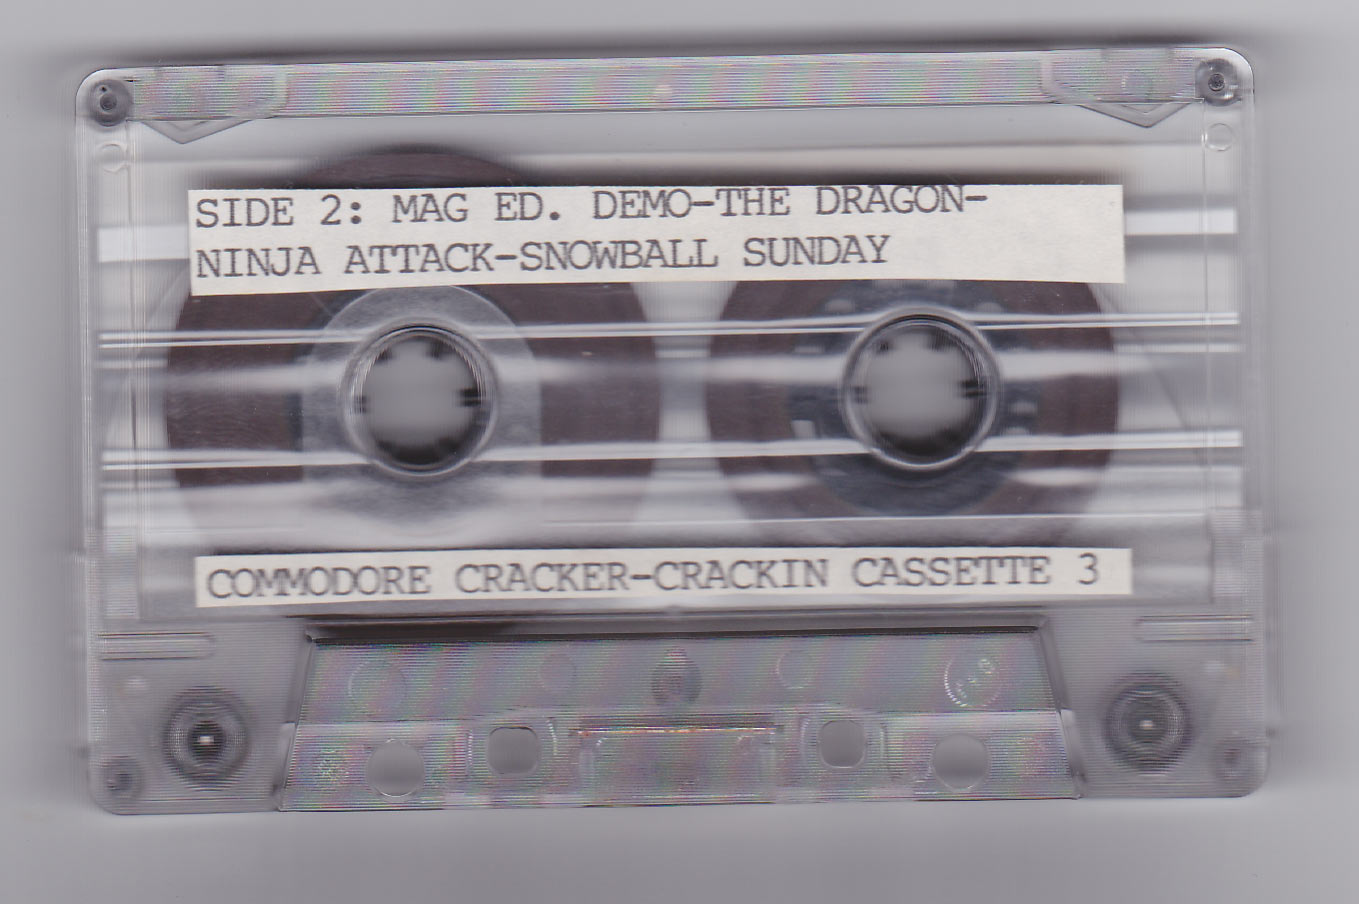 SIDE 2: MAG ED. DEMO-THE DRAGON-
NINJA ATTACK-SNOWBALL SUNDAY
COMMODORE CRACKER-CRACKIN CASSETTE 3